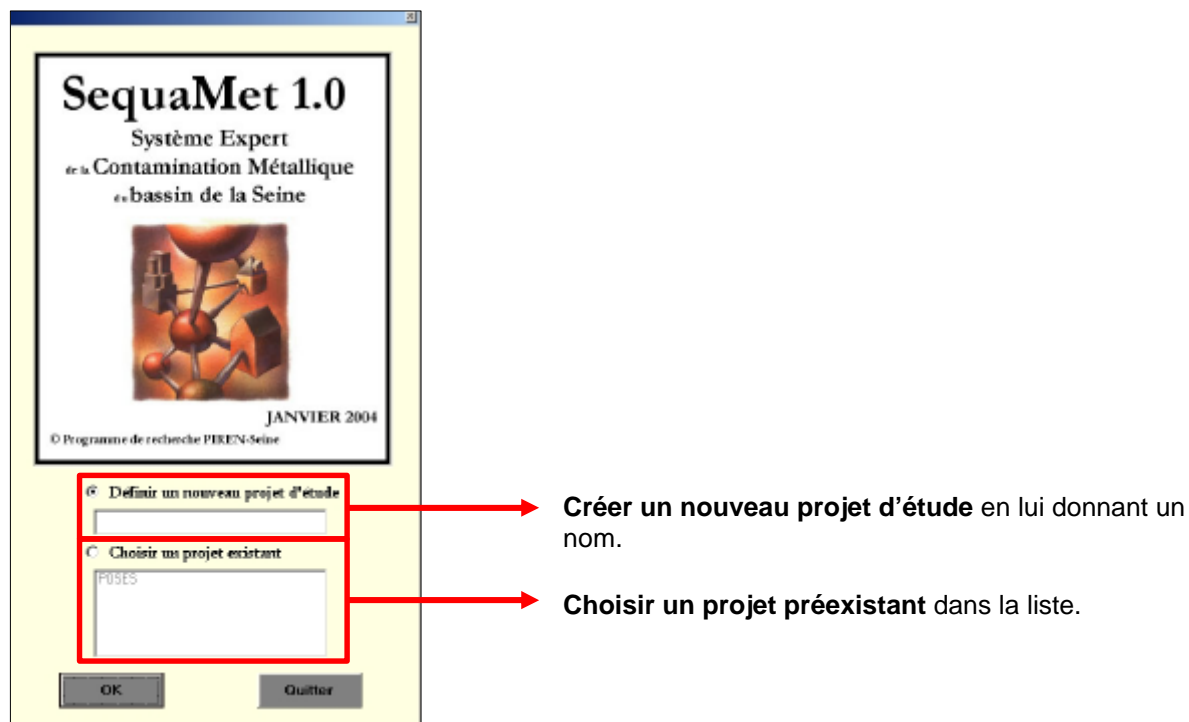 SequaMet 1.0
Système Expert
de la Contamination Métallique
du bassin de la Seine
JANVIER 2004
© Programme de recherche PIREN-Seine
Définir un nouveau projet d'étude
Choisir un projet existant
POSES
OK
Quitter
Créer un nouveau projet d'étude en lui donnant un
nom.
Choisir un projet préexistant dans la liste.